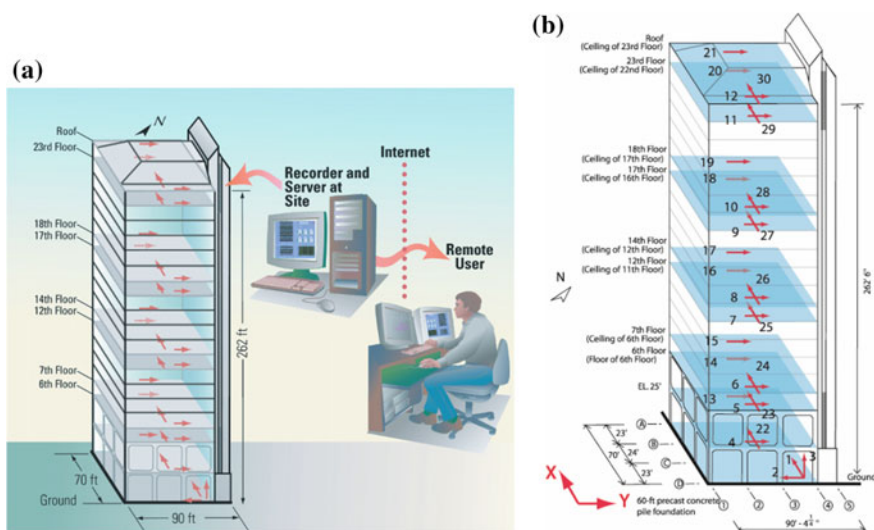 (a)
N
Roof
23rd Floor
18th Floor
17th Floor
14th Floor
12th Floor
7th Floor
6th Floor
Ground
70 ft
90 ft
262 ft
Recorder and
Server at
Site
Internet
Remote
User
(b)
Roof
(Ceiling of 23rd Floor)
23rd Floor
(Ceiling of 22nd Floor)
18th Floor
(Ceiling of 17th Floor)
17th Floor
(Ceiling of 16th Floor)
14th Floor
(Ceiling of 12th Floor)
12th Floor
(Ceiling of 11th Floor)
7th Floor
(Ceiling of 6th Floor)
6th Floor
(Floor of 6th Floor)
EL. 25'
N
21
20
30
12
11
29
19
18
28
10
9
27
17
16
26
8
7
25
15
14
24
6
13
5
23
22
4
1
3
2
262' 6"
Ground
A
B
C
D
23'
24'
23'
70'
X
Y
60-ft precast concrete
pile foundation
1
2
3
4
5